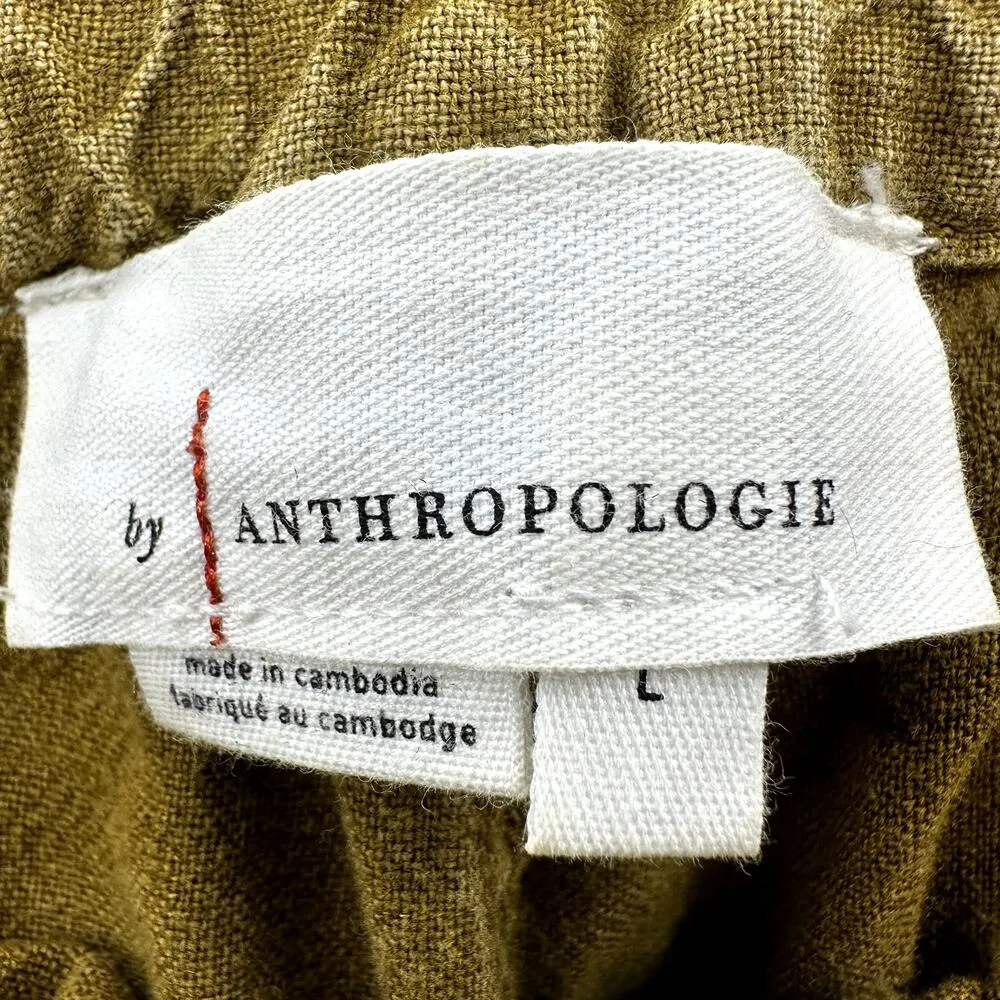 by ANTHROPOLOGIE
made in cambodia
fabriqué au cambodge
L